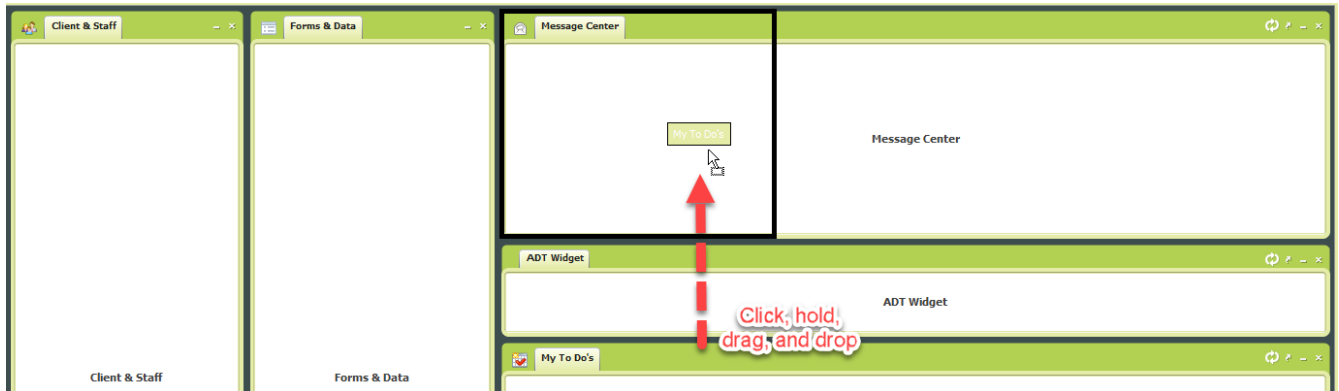 Client & Staff
Forms & Data
Message Center
My To Do's
Message Center
ADT Widget
ADT Widget
Click, hold,
drag, and drop
My To Do's
Client & Staff
Forms & Data